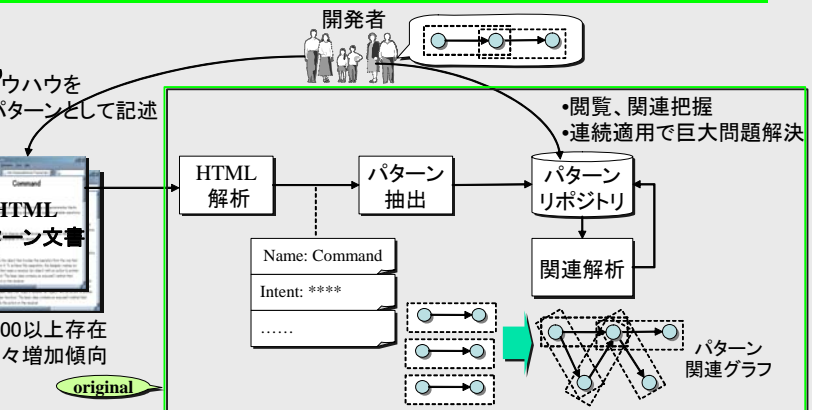 開発者
ウハウを
パターンとして記述
•閲覧、関連把握
•連続適用で巨大問題解決
Command
HTML
ーン文書
HTML
解析
パターン
抽出
パターン
リポジトリ
関連解析
Name: Command
Intent: ****
……
00以上存在
々増加傾向
original
パターン
関連グラフ